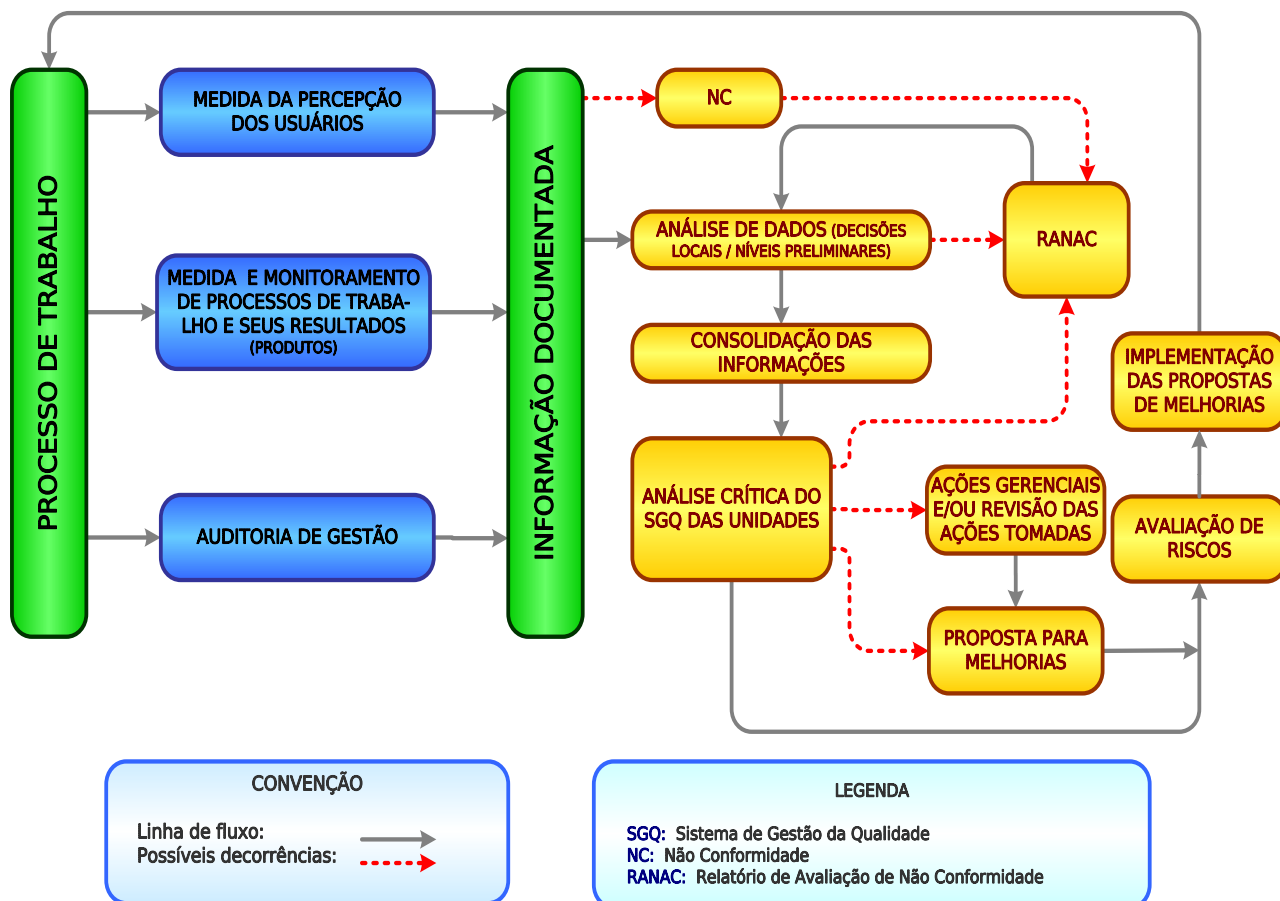 PROCESSO DE TRABALHO
MEDIDA DA PERCEPÇÃO
DOS USUÁRIOS
MEDIDA E MONITORAMENTO
DE PROCESSOS DE TRABA-
LHO E SEUS RESULTADOS
(PRODUTOS)
AUDITORIA DE GESTÃO
INFORMAÇÃO DOCUMENTADA
NC
ANÁLISE DE DADOS (DECISÕES
LOCAIS / NÍVEIS PRELIMINARES)
RANAC
CONSOLIDAÇÃO DAS
INFORMAÇÕES
ANÁLISE CRÍTICA DO
SGQ DAS UNIDADES
AÇÕES GERENCIAIS
E/OU REVISÃO DAS
AÇÕES TOMADAS
PROPOSTA PARA
MELHORIAS
AVALIAÇÃO DE
RISCOS
IMPLEMENTAÇÃO
DAS PROPOSTAS
DE MELHORIAS
CONVENÇÃO
Linha de fluxo:
Possíveis decorrências:
LEGENDA
SGQ: Sistema de Gestão da Qualidade
NC: Não Conformidade
RANAC: Relatório de Avaliação de Não Conformidade